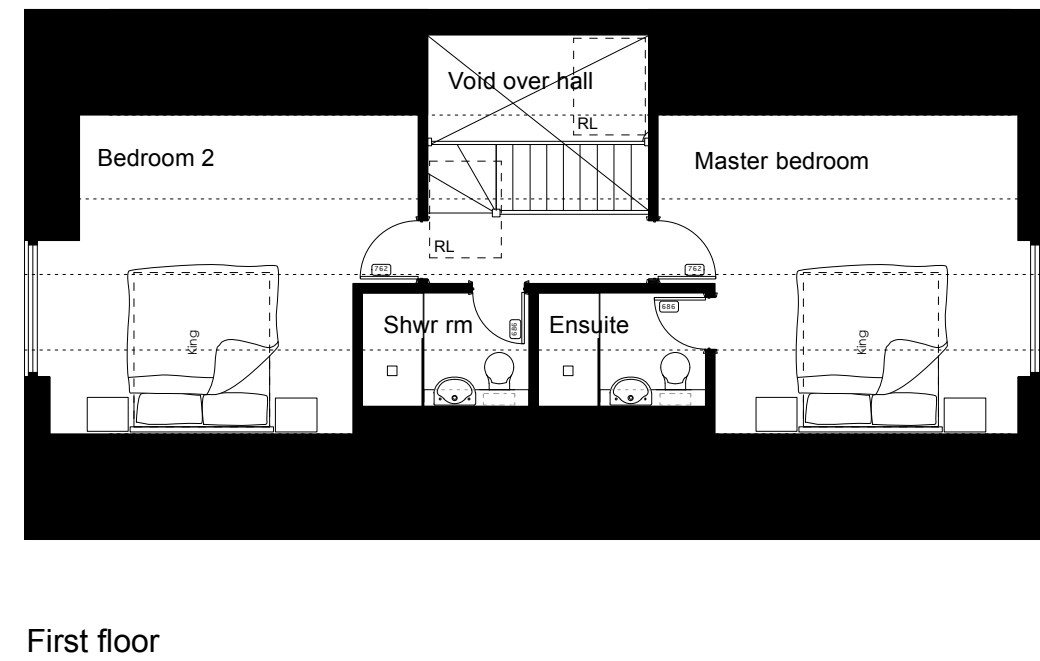 Void over hall
RL
Bedroom 2
Master bedroom
RL
762
762
686
686
Shwr rm
Ensuite
king
king
First floor